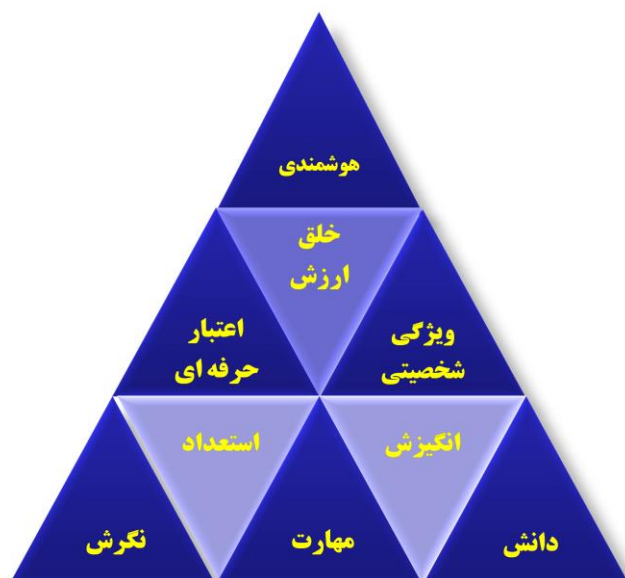 هوشمندی
خلق
ارزش
ویژگی
شخصیتی
اعتبار
حرفه ای
انگیزش
استعداد
دانش
مهارت
نگرش